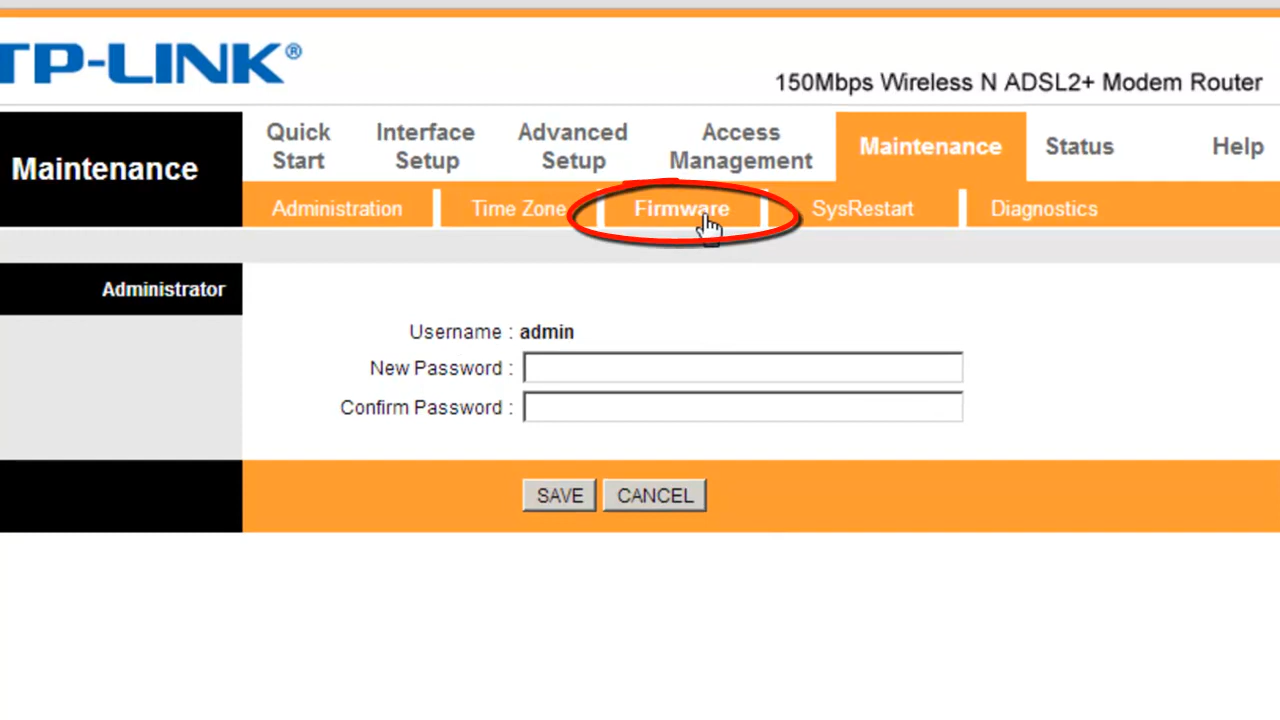 TP-LINK®
150Mbps Wireless N ADSL2+ Modem Router
Maintenance
Quick Start
Interface Setup
Advanced Setup
Access Management
Maintenance
Status
Help
Administration
Time Zone
Firmware
SysRestart
Diagnostics
Administrator
Username : admin
New Password :
Confirm Password :
SAVE CANCEL